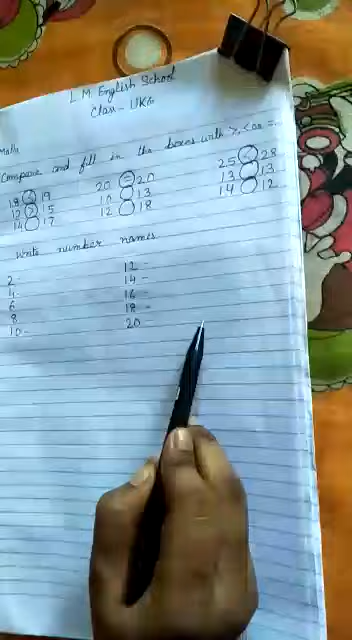 L M English School
Class - UKG
Maths
Compare and fill in the boxes with >, < or =
18 < 19 20 = 20 25 < 28
12 > 15 10 ◯ 13 13 ◯ 13
14 ◯ 17 12 ◯ 18 14 ◯ 12
Write number names
2 12 -
4 14 -
6 16 -
8 18 -
10 - 20